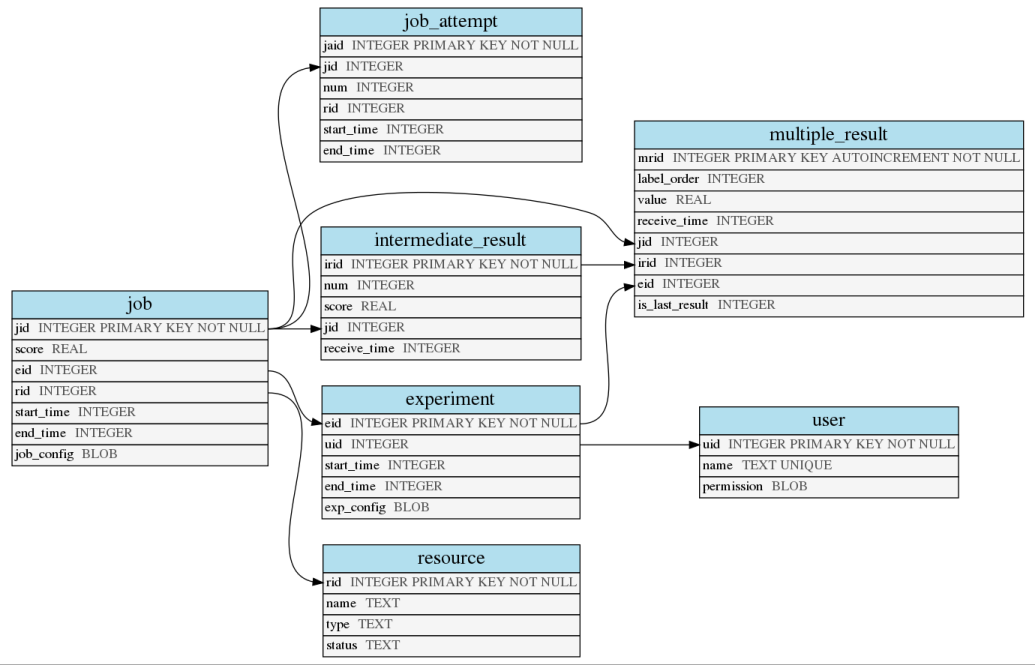 job_attempt
jaid INTEGER PRIMARY KEY NOT NULL
jid INTEGER
num INTEGER
rid INTEGER
start_time INTEGER
end_time INTEGER
multiple_result
mrid INTEGER PRIMARY KEY AUTOINCREMENT NOT NULL
label_order INTEGER
value REAL
receive_time INTEGER
jid INTEGER
irid INTEGER
eid INTEGER
is_last_result INTEGER
intermediate_result
irid INTEGER PRIMARY KEY NOT NULL
num INTEGER
score REAL
jid INTEGER
receive_time INTEGER
job
jid INTEGER PRIMARY KEY NOT NULL
score REAL
eid INTEGER
rid INTEGER
start_time INTEGER
end_time INTEGER
job_config BLOB
experiment
eid INTEGER PRIMARY KEY NOT NULL
uid INTEGER
start_time INTEGER
end_time INTEGER
exp_config BLOB
user
uid INTEGER PRIMARY KEY NOT NULL
name TEXT UNIQUE
permission BLOB
resource
rid INTEGER PRIMARY KEY NOT NULL
name TEXT
type TEXT
status TEXT